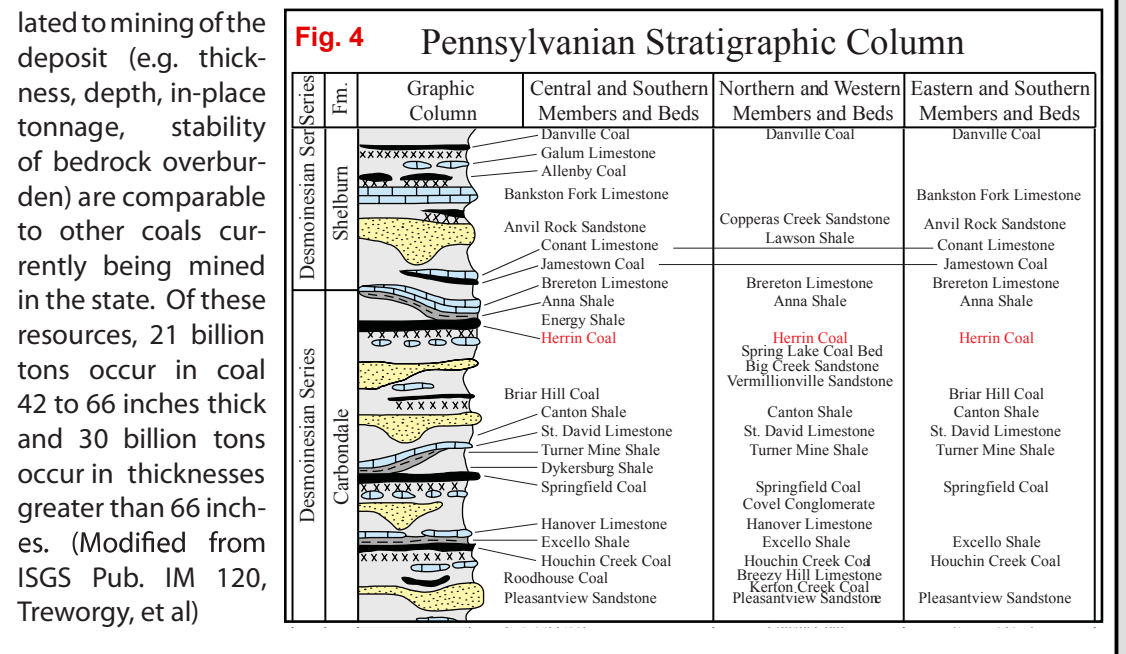 lated to mining of the
deposit (e.g. thick-
ness, depth, in-place
tonnage, stability
of bedrock overbur-
den) are comparable
to other coals cur-
rently being mined
in the state. Of these
resources, 21 billion
tons occur in coal
42 to 66 inches thick
and 30 billion tons
occur in thicknesses
greater than 66 inch-
es. (Modified from
ISGS Pub. IM 120,
Treworgy, et al)
Fig. 4
Pennsylvanian Stratigraphic Column
Series
Fm.
Graphic
Column
Central and Southern
Members and Beds
Northern and Western
Members and Beds
Eastern and Southern
Members and Beds
Desmoinesian Series
Shelburn
Desmoinesian Series
Carbondale
Danville Coal
Galum Limestone
Allenby Coal
Bankston Fork Limestone
Anvil Rock Sandstone
Conant Limestone
Jamestown Coal
Brereton Limestone
Anna Shale
Energy Shale
Herrin Coal
Briar Hill Coal
Canton Shale
St. David Limestone
Turner Mine Shale
Dykersburg Shale
Springfield Coal
Hanover Limestone
Excello Shale
Houchin Creek Coal
Roodhouse Coal
Pleasantview Sandstone
Danville Coal
Copperas Creek Sandstone
Lawson Shale
Brereton Limestone
Anna Shale
Herrin Coal
Spring Lake Coal Bed
Big Creek Sandstone
Vermillionville Sandstone
Canton Shale
St. David Limestone
Turner Mine Shale
Springfield Coal
Covel Conglomerate
Hanover Limestone
Excello Shale
Houchin Creek Coal
Breezy Hill Limestone
Kerton Creek Coal
Pleasantview Sandstone
Danville Coal
Bankston Fork Limestone
Anvil Rock Sandstone
Conant Limestone
Jamestown Coal
Brereton Limestone
Anna Shale
Herrin Coal
Briar Hill Coal
Canton Shale
St. David Limestone
Turner Mine Shale
Springfield Coal
Excello Shale
Houchin Creek Coal
Pleasantview Sandstone